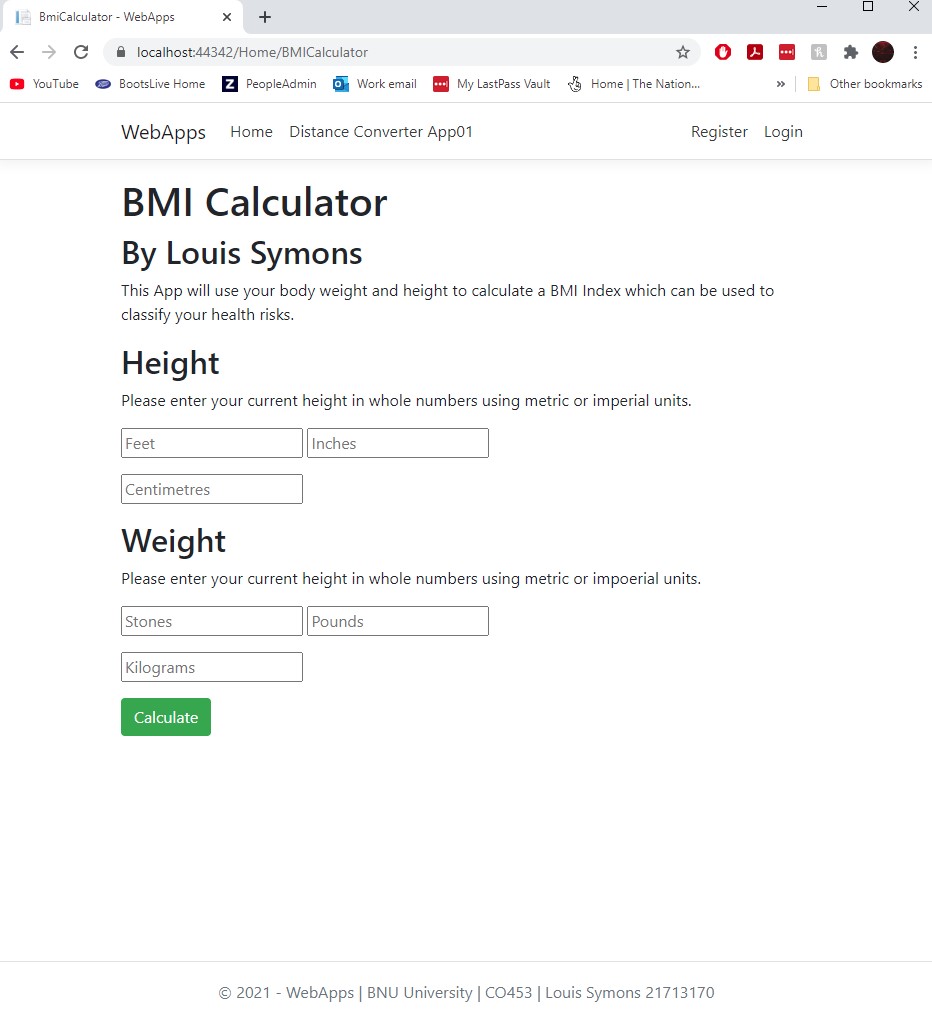 BmiCalculator - WebApps
localhost:44342/Home/BMICalculator
YouTube BootsLive Home PeopleAdmin Work email My LastPass Vault Home | The Nation... » Other bookmarks
WebApps Home Distance Converter App01 Register Login
BMI Calculator
By Louis Symons
This App will use your body weight and height to calculate a BMI Index which can be used to
classify your health risks.
Height
Please enter your current height in whole numbers using metric or imperial units.
Feet Inches
Centimetres
Weight
Please enter your current height in whole numbers using metric or impoerial units.
Stones Pounds
Kilograms
Calculate
© 2021 - WebApps | BNU University | CO453 | Louis Symons 21713170